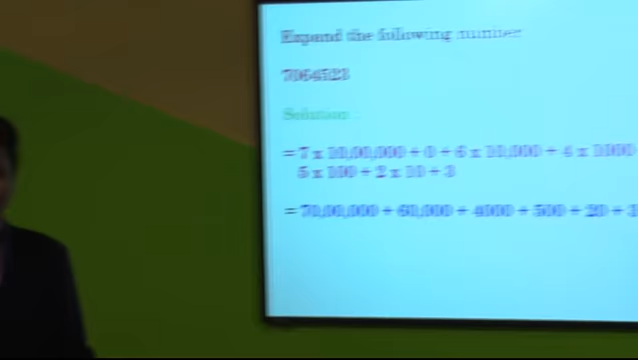 Expand the following number
7064523
Solution :
= 7 x 10,00,000 + 0 + 6 x 10,000 + 4 x 1000
5 x 100 + 2 x 10 + 3
= 70,00,000 + 60,000 + 4000 + 500 + 20 + 3